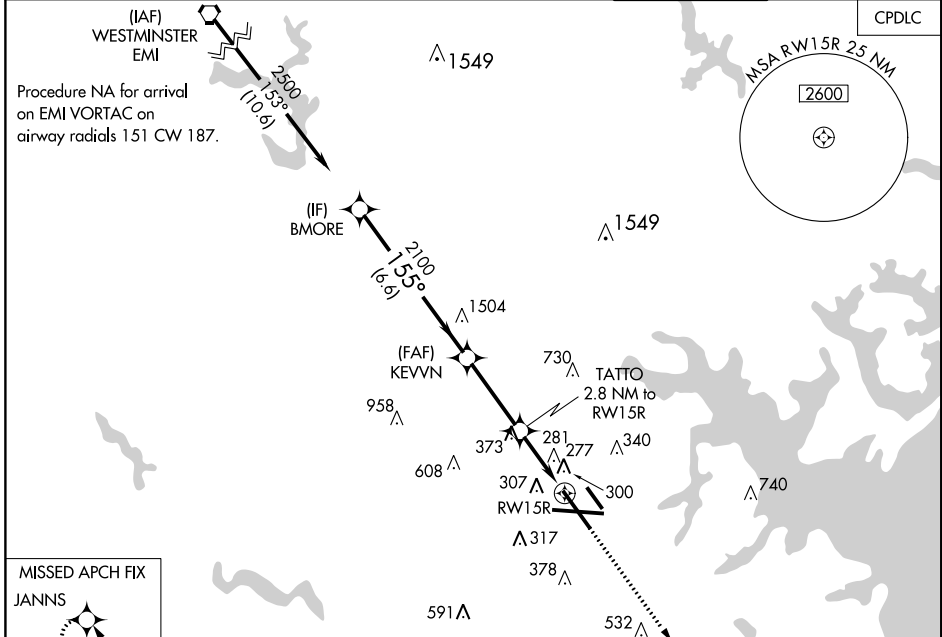 (IAF)
WESTMINSTER
EMI
Procedure NA for arrival
on EMI VORTAC on
airway radials 151 CW 187.
2500
153°
(10.6)
1549
CPDLC
MSA RW15R 25 NM
2600
(IF)
BMORE
1549
2100
155°
(6.6)
1504
(FAF)
KEVVN
730
TATTO
2.8 NM to
RW15R
958
373
281
277
340
608
307
300
740
RW15R
317
378
MISSED APCH FIX
JANNS
591
532